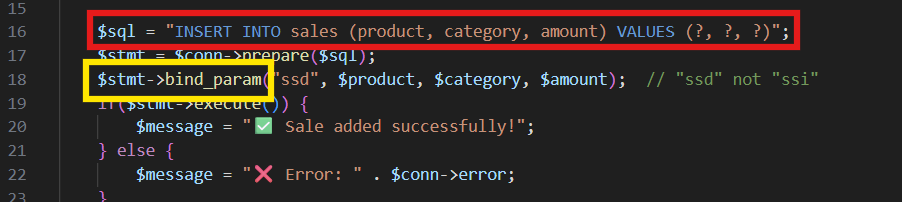 15
16 $sql = "INSERT INTO sales (product, category, amount) VALUES (?, ?, ?)";
17 $stmt = $conn->prepare($sql);
18 $stmt->bind_param("ssd", $product, $category, $amount); // "ssd" not "ssi"
19 if($stmt->execute()) {
20 $message = "✅ Sale added successfully!";
21 } else {
22 $message = "❌ Error: " . $conn->error;
23 }